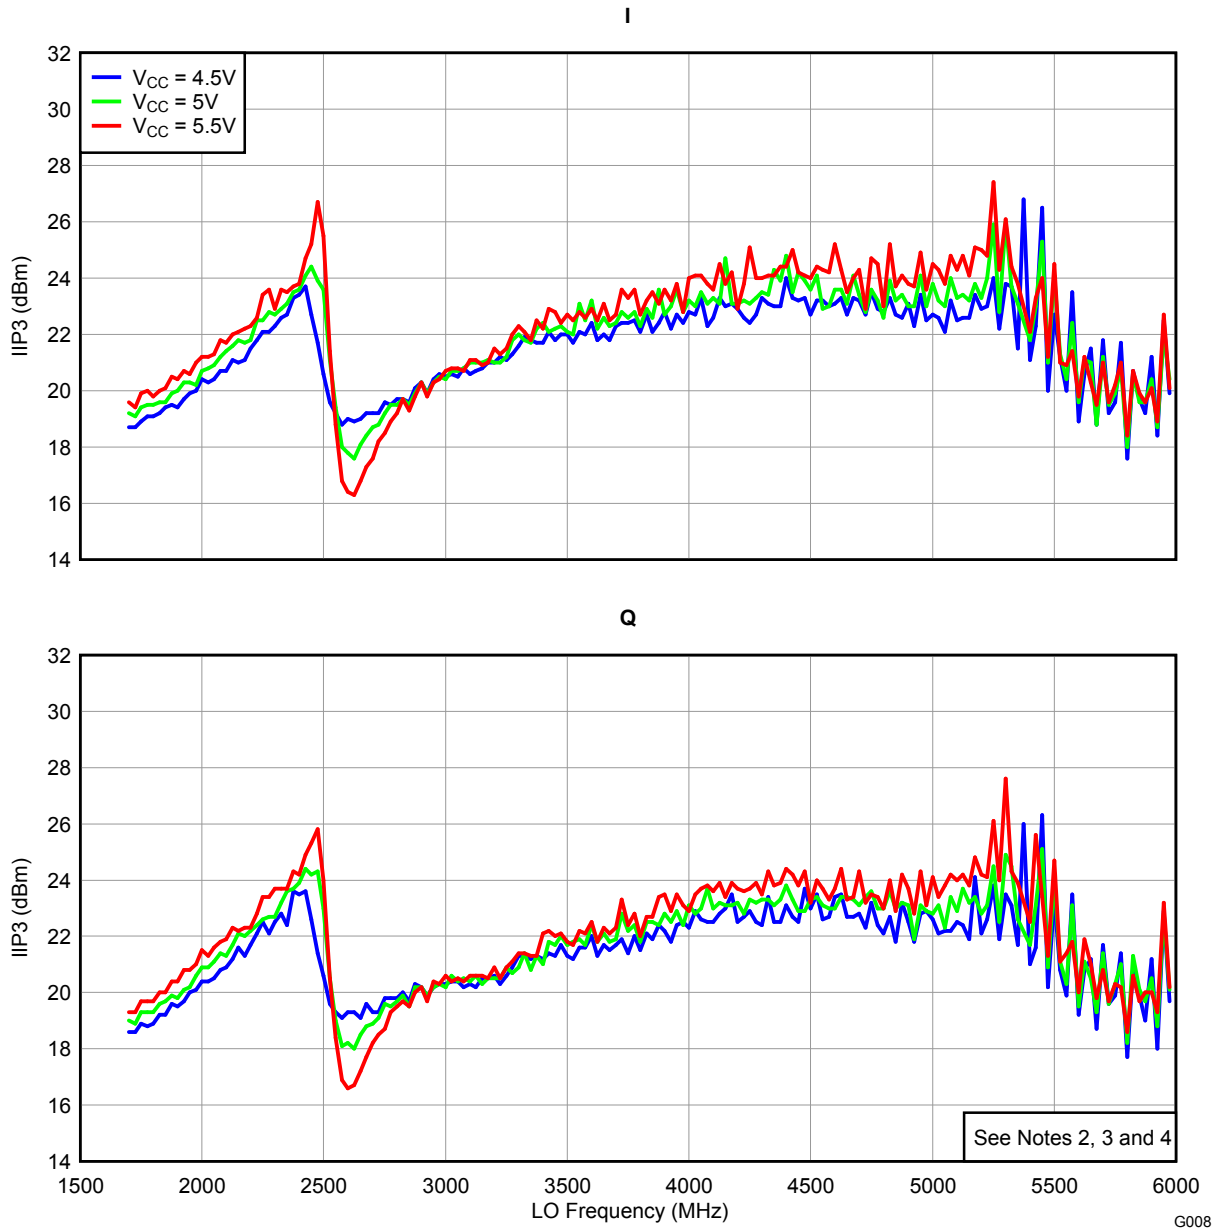 I
32
30
28
26
24
22
20
18
16
14
IIP3 (dBm)
VCC = 4.5V
VCC = 5V
VCC = 5.5V
Q
32
30
28
26
24
22
20
18
16
14
IIP3 (dBm)
See Notes 2, 3 and 4
1500 2000 2500 3000 3500 4000 4500 5000 5500 6000
LO Frequency (MHz)
G008